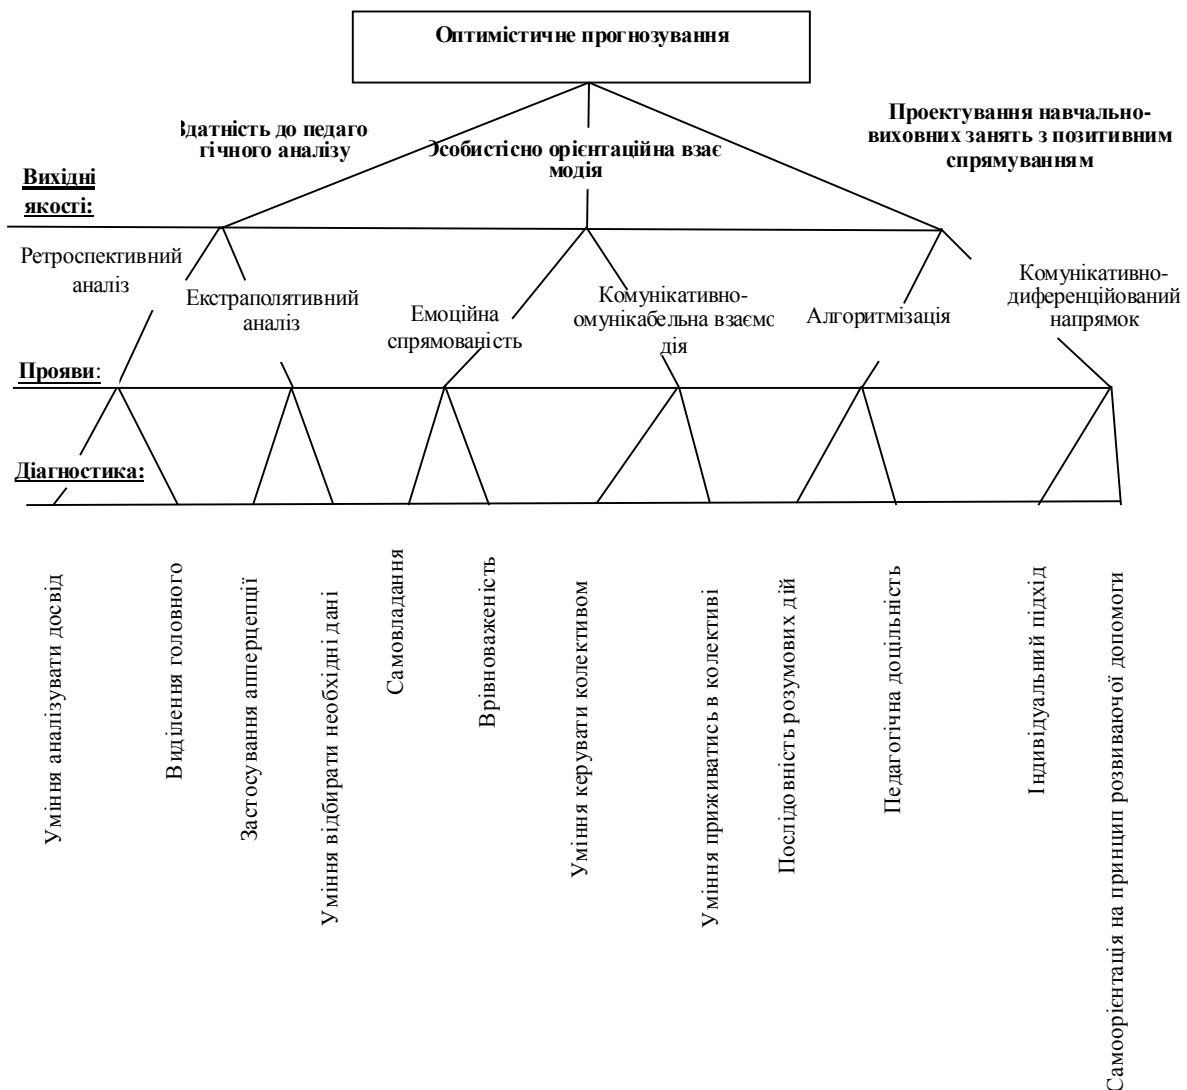 Оптимістичне прогнозування
Здатність до педаго
гічного аналізу
Особистісно орієнтаційна взає
модія
Проектування навчально-
виховних занять з позитивним
спрямуванням
Вихідні
якості:
Ретроспективний
аналіз
Екстраполятивний
аналіз
Емоційна
спрямованість
Комунікативно-
омунікабельна взаємо
дія
Алгоритмізація
Комунікативно-
диференційований
напрямок
Прояви:
Діагностика:
Уміння аналізувати досвід
Виділення головного
Застосування апперцепції
Уміння відбирати необхідні дані
Самовладання
Врівноваженість
Уміння керувати колективом
Уміння приживатись в колективі
Послідовність розумових дій
Педагогічна доцільність
Індивідуальний підхід
Самоорієнтація на принцип розвиваючої допомоги